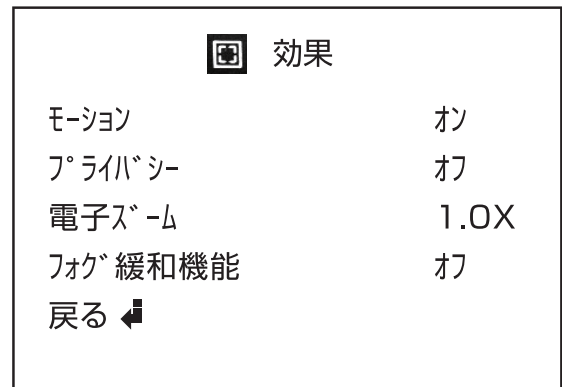 効果
ﾓｰｼｮﾝ ｵﾝ
ﾌﾟﾗｲﾊﾞｼｰ ｵﾌ
電子ｽﾞｰﾑ 1.0X
ﾌｫｸﾞ緩和機能 ｵﾌ
戻る